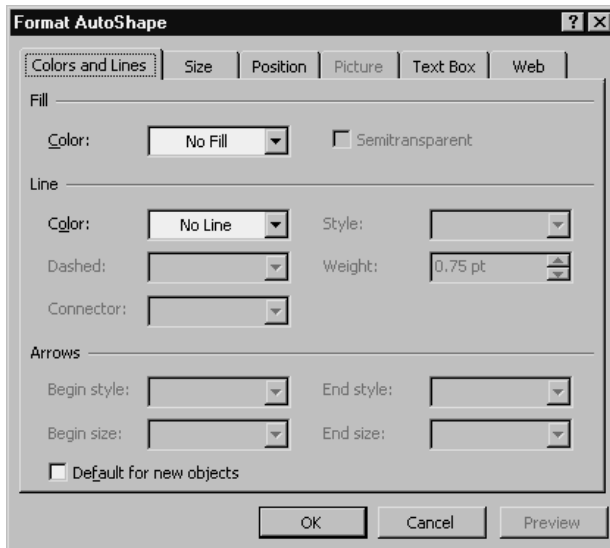 Format AutoShape
Colors and Lines Size Position Picture Text Box Web
Fill
Color: No Fill Semitransparent
Line
Color: No Line Style:
Dashed: Weight: 0.75 pt
Connector:
Arrows
Begin style: End style:
Begin size: End size:
Default for new objects
OK Cancel Preview